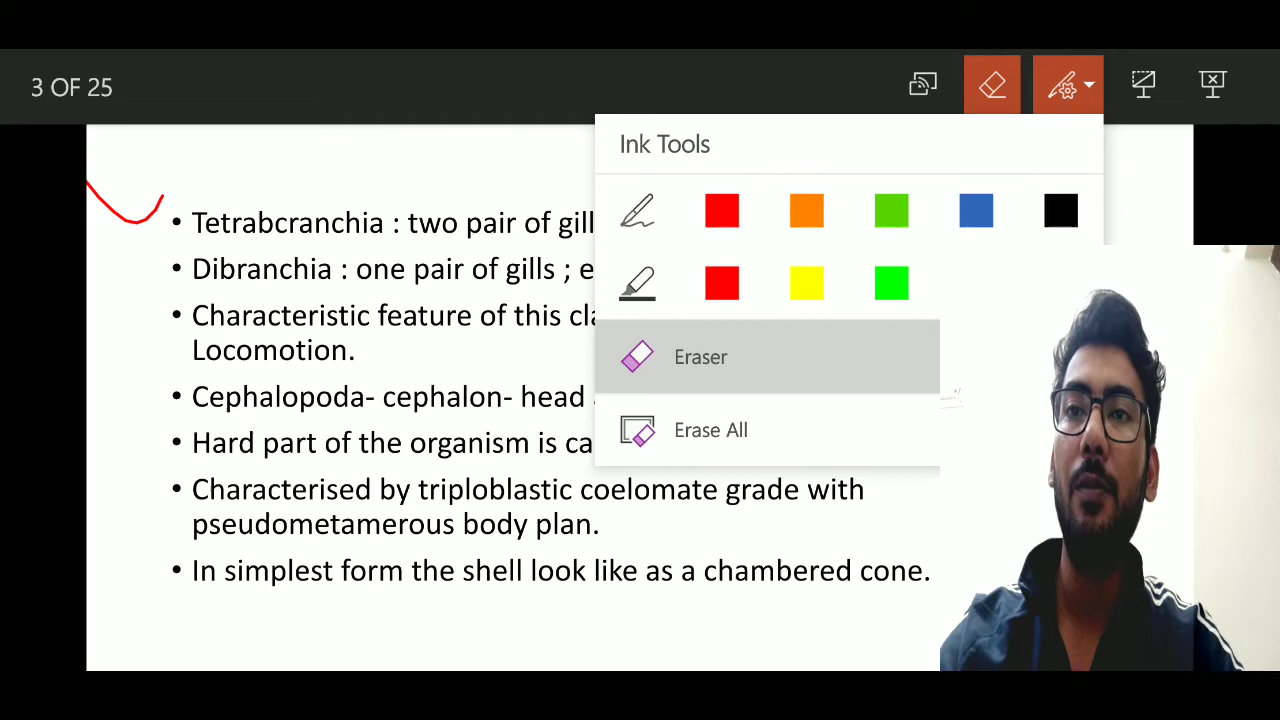 3 OF 25
Ink Tools
• Tetrabcranchia : two pair of gill
• Dibranchia : one pair of gills ; e
• Characteristic feature of this cla
Locomotion.
Eraser
• Cephalopoda- cephalon- head
Erase All
• Hard part of the organism is ca
• Characterised by triploblastic coelomate grade with
pseudometamerous body plan.
• In simplest form the shell look like as a chambered cone.